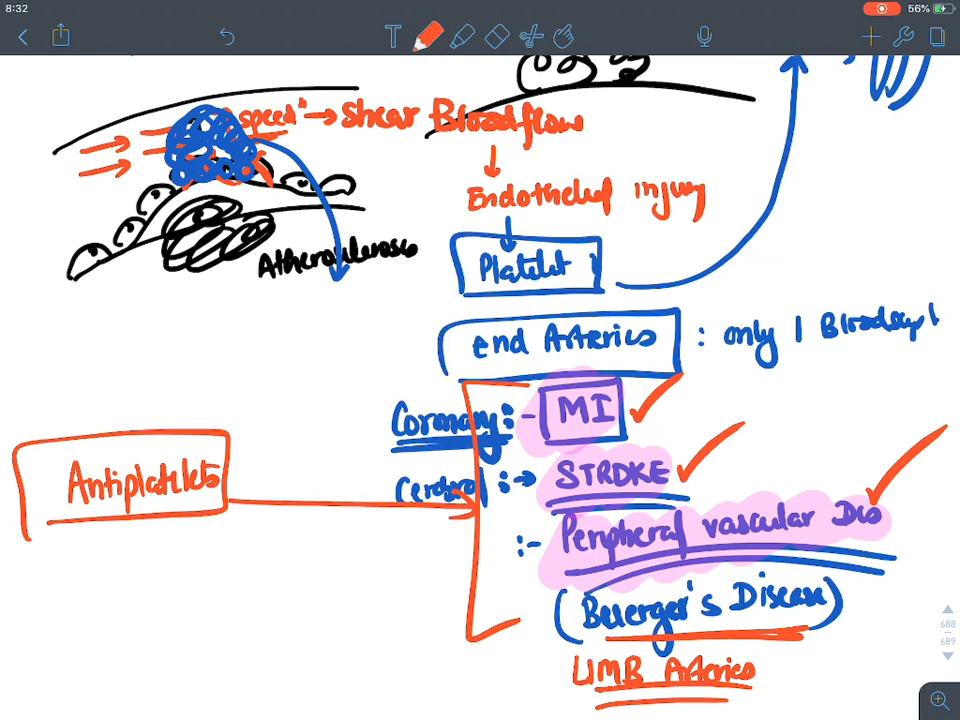 8:32
56%
T
speed" → shear Bloodflow
Endothelial injury
Atherosclerosis
Platelet
end Arteries : only 1 Blood
Coronary :- MI
Antiplatelets
Cerebral :→ STROKE
:- Peripheral vascular Dis
(Buerger's Disease)
LIMB Arteries
688
689